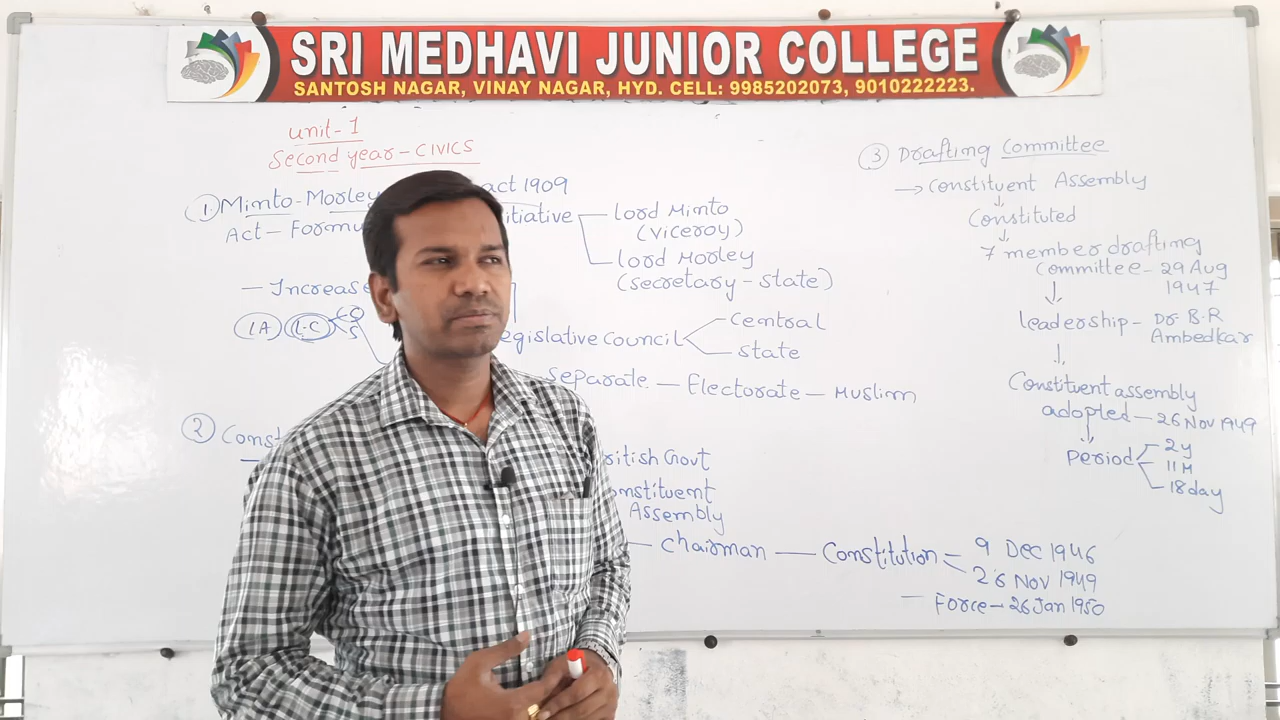 SRI MEDHAVI JUNIOR COLLEGE
SANTOSH NAGAR, VINAY NAGAR, HYD. CELL: 9985202073, 9010222223.
unit-1
Second year-CIVICS
① Minto-Morley act 1909
Act- Formu itiative lord Minto
(viceroy)
lord Morley
(secretary-state)
- Increase
LA L.C C
S
egislative council central
state
Separate - Electorate - Muslim
② Const
ritish Govt
onstituent
Assembly
- chairman - Constitution - 9 Dec 1946
26 Nov 1949
- Force - 26 Jan 1950
③ Drafting Committee
→ Constituent Assembly
↓
Constituted
↓
7 member drafting
committee - 29 Aug
1947
↓
leadership - Dr. B.R
Ambedkar
↓
Constituent assembly
adopted - 26 Nov 1949
↓
Period 2y
11M
18day